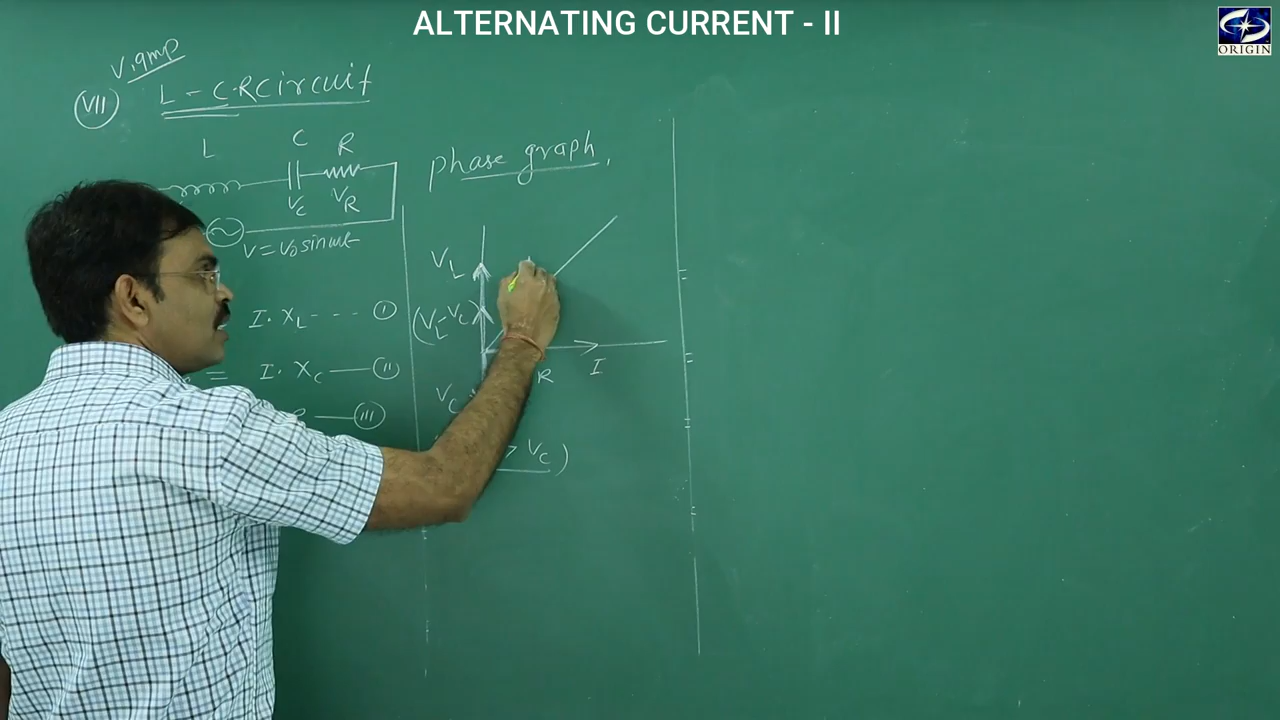 ALTERNATING CURRENT - II
ORIGIN
V.Imp
VII L - C-R Circuit
L C R
V_C V_R
V = V₀ sin ωt
I. X_L - - - I
= I. X_C — II
— III
phase graph,
V_L
(V_L-V_C)
R I
V_C
> V_C )